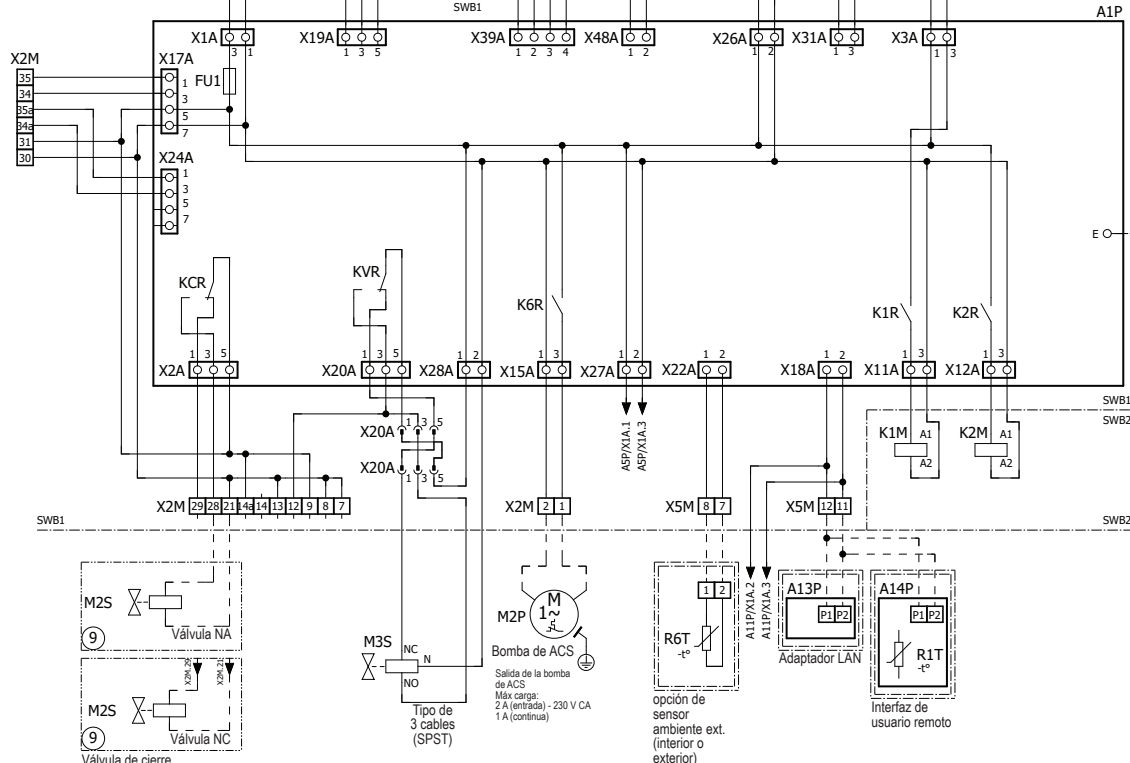 SWB1
A1P
X1A
3 1
X19A
1 3 5
X39A
1 2 3 4
X48A
1 2
X26A
1 2
X31A
1 3
X3A
1 3
X2M
35
34
35a
34a
31
30
X17A
1
3
5
7
FU1
X24A
1
3
5
7
E
KCR
KVR
K6R
K1R
K2R
X2A
1 3 5
X20A
1 3 5
X28A
1 2
X15A
1 3
X27A
1 2
X22A
1 2
X18A
1 2
X11A
1 3
X12A
1 3
SWB1
SWB2
X20A
1 3 5
X20A
1 3 5
A5P/X1A.1
A5P/X1A.3
K1M
A1
A2
K2M
A1
A2
X2M
29 28 21 14a 14 13 12 9 8 7
X2M
2 1
X5M
8 7
X5M
12 11
SWB1
SWB2
M2S
Válvula NA
9
X2M.29
X2M.21
M2S
Válvula NC
9
Válvula de cierre
M3S
NC
N
NO
Tipo de
3 cables
(SPST)
M2P
M
1~
Bomba de ACS
Salida de la bomba
de ACS
Máx carga:
2 A (entrada) - 230 V CA
1 A (continua)
1 2
R6T
-t°
opción de
sensor
ambiente ext.
(interior o
exterior)
A11P/X1A.2
A11P/X1A.3
A13P
P1 P2
Adaptador LAN
A14P
P1 P2
R1T
-t°
Interfaz de
usuario remoto